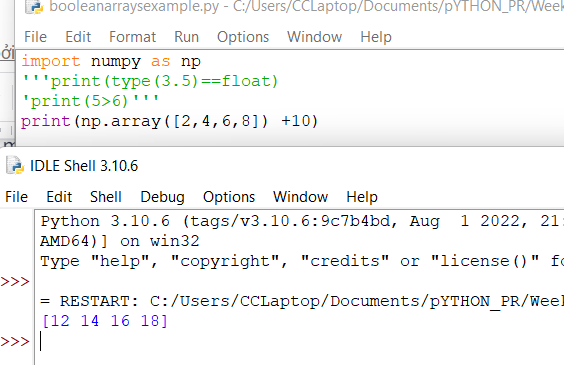 booleanarraysexample.py - C:/Users/CCLaptop/Documents/pYTHON_PR/Wee
File Edit Format Run Options Window Help
import numpy as np
'''print(type(3.5)==float)
'print(5>6)'''
print(np.array([2,4,6,8]) +10)
IDLE Shell 3.10.6
File Edit Shell Debug Options Window Help
Python 3.10.6 (tags/v3.10.6:9c7b4bd, Aug 1 2022, 21:
AMD64)] on win32
Type "help", "copyright", "credits" or "license()" fo
>>>
= RESTART: C:/Users/CCLaptop/Documents/pYTHON_PR/Wee
[12 14 16 18]
>>>